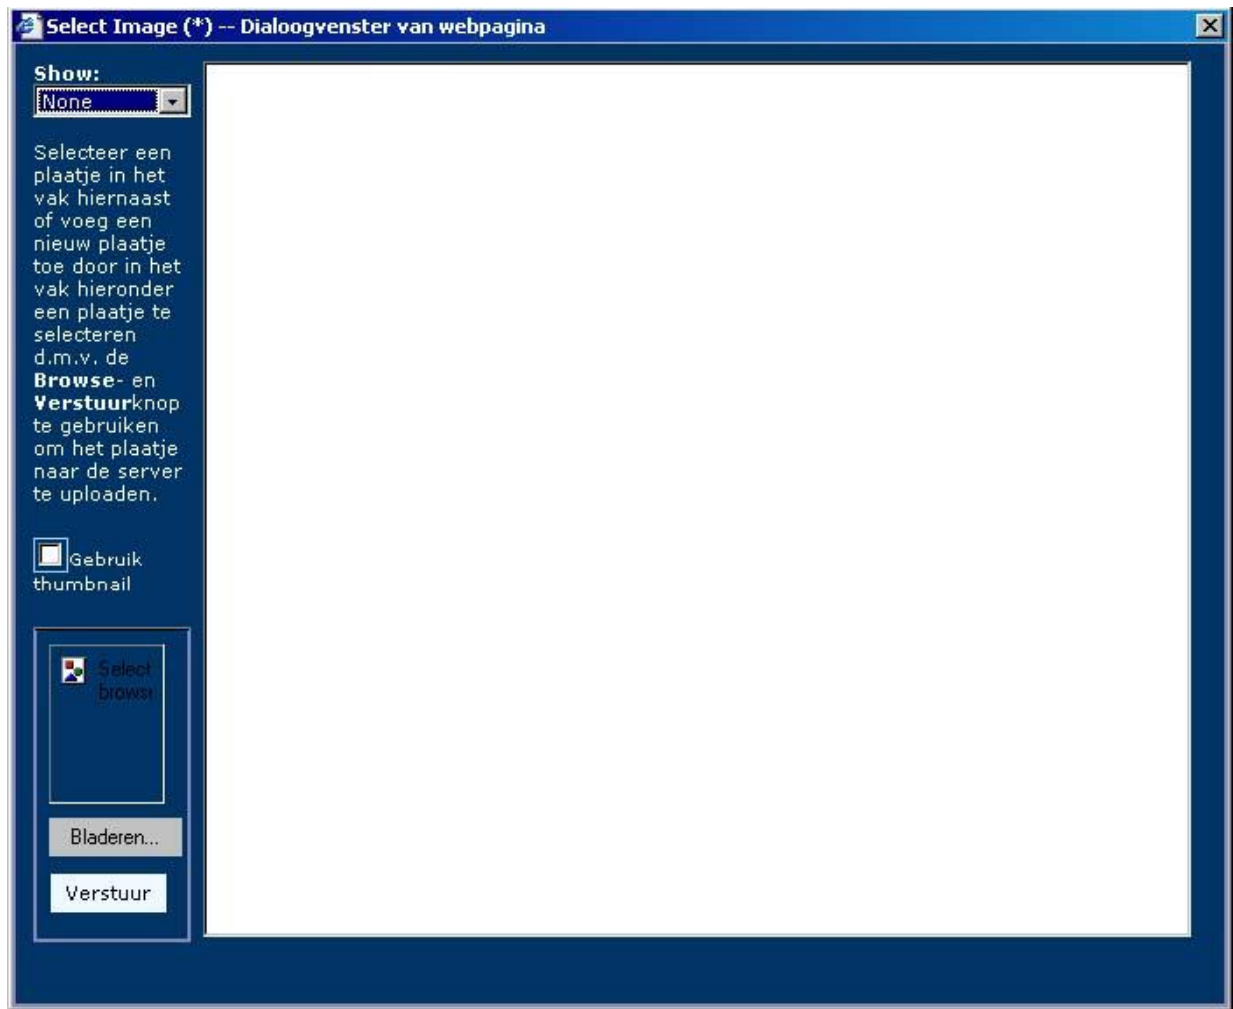 Select Image (*) -- Dialoogvenster van webpagina
Show:
None
Selecteer een
plaatje in het
vak hiernaast
of voeg een
nieuw plaatje
toe door in het
vak hieronder
een plaatje te
selecteren
d.m.v. de
Browse- en
Verstuurknop
te gebruiken
om het plaatje
naar de server
te uploaden.
Gebruik
thumbnail
Select
brows
Bladeren...
Verstuur